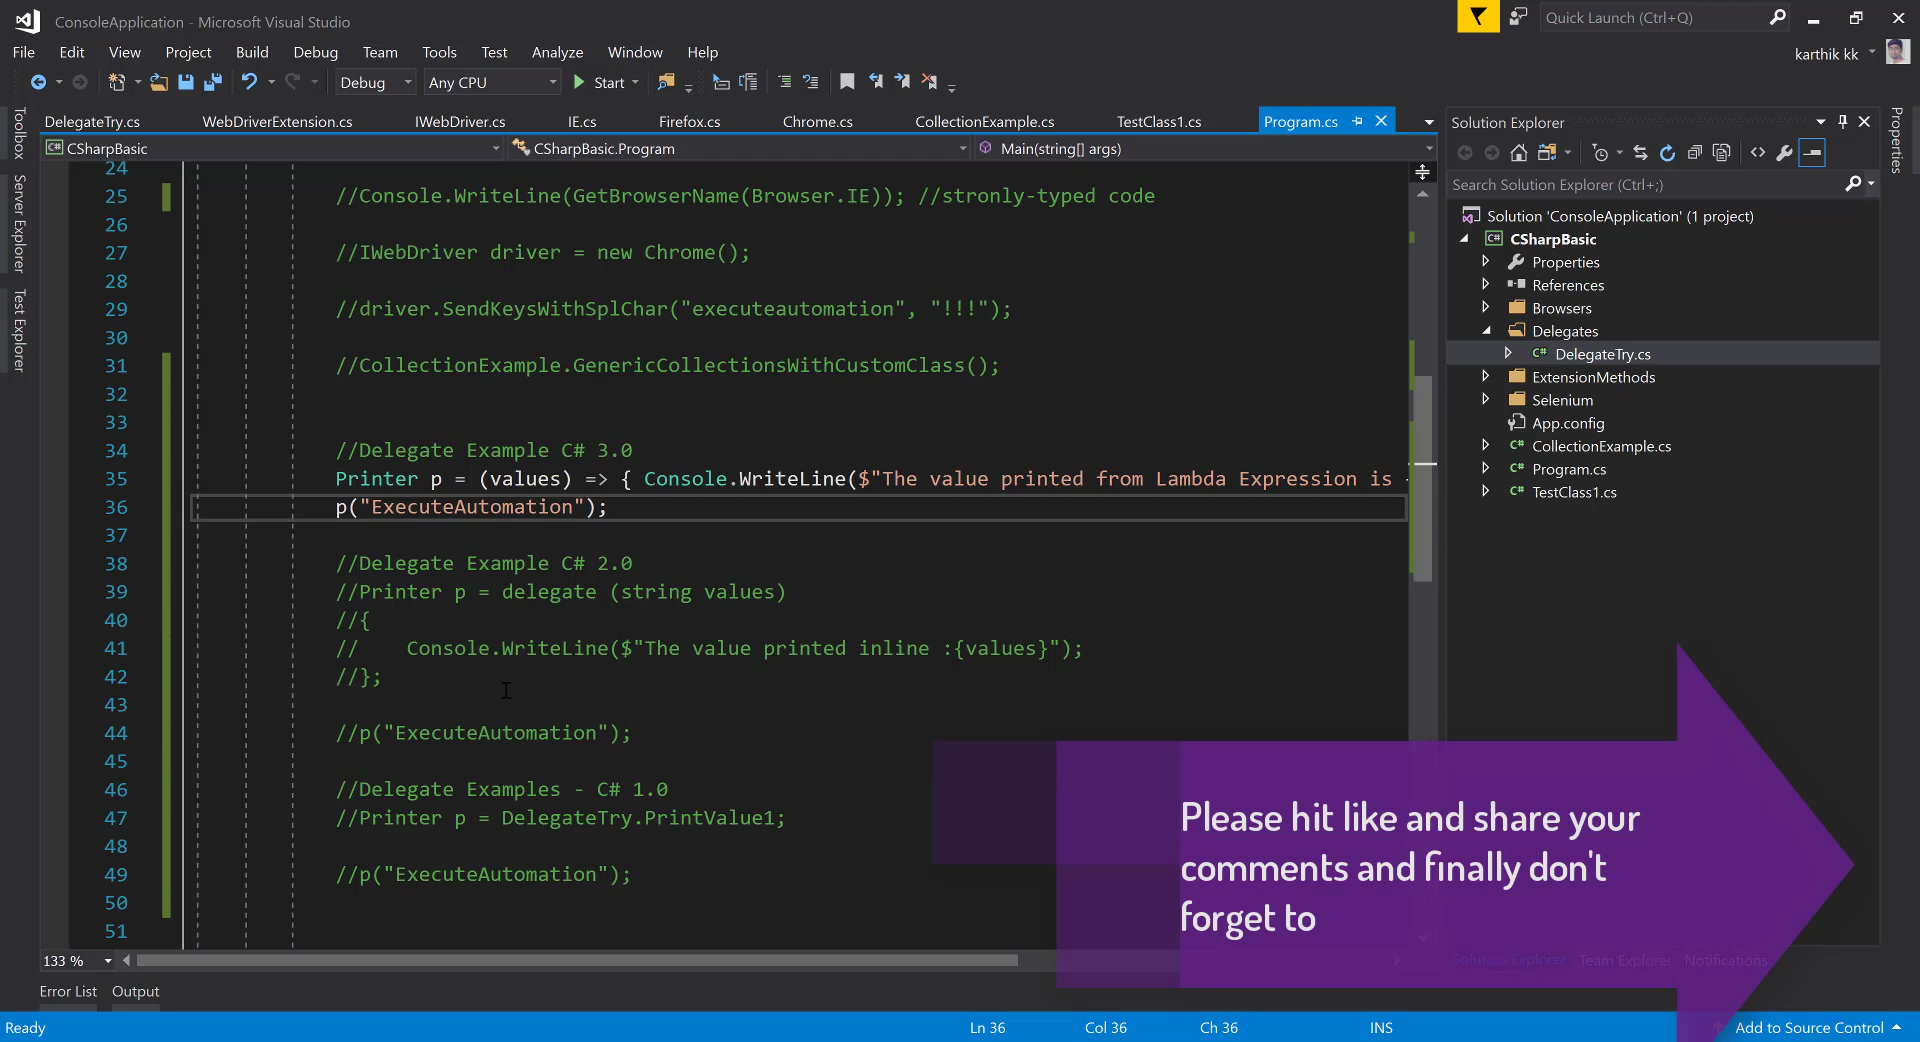 ConsoleApplication - Microsoft Visual Studio
Quick Launch (Ctrl+Q)
File Edit View Project Build Debug Team Tools Test Analyze Window Help
karthik kk
Debug Any CPU Start
DelegateTry.cs WebDriverExtension.cs IWebDriver.cs IE.cs Firefox.cs Chrome.cs CollectionExample.cs TestClass1.cs Program.cs
CSharpBasic CSharpBasic.Program Main(string[] args)
Toolbox
Server Explorer
Test Explorer
24
25 //Console.WriteLine(GetBrowserName(Browser.IE)); //stronly-typed code
26
27 //IWebDriver driver = new Chrome();
28
29 //driver.SendKeysWithSplChar("executeautomation", "!!!");
30
31 //CollectionExample.GenericCollectionsWithCustomClass();
32
33
34 //Delegate Example C# 3.0
35 Printer p = (values) => { Console.WriteLine($"The value printed from Lambda Expression is
36 p("ExecuteAutomation");
37
38 //Delegate Example C# 2.0
39 //Printer p = delegate (string values)
40 //{
41 // Console.WriteLine($"The value printed inline :{values}");
42 //};
43
44 //p("ExecuteAutomation");
45
46 //Delegate Examples - C# 1.0
47 //Printer p = DelegateTry.PrintValue1;
48
49 //p("ExecuteAutomation");
50
51
133 %
Solution Explorer
Search Solution Explorer (Ctrl+;)
Solution 'ConsoleApplication' (1 project)
CSharpBasic
Properties
References
Browsers
Delegates
DelegateTry.cs
ExtensionMethods
Selenium
App.config
CollectionExample.cs
Program.cs
TestClass1.cs
Properties
Please hit like and share your
comments and finally don't
forget to
Solution Explorer Team Explorer Notifications
Error List Output
Ready Ln 36 Col 36 Ch 36 INS Add to Source Control